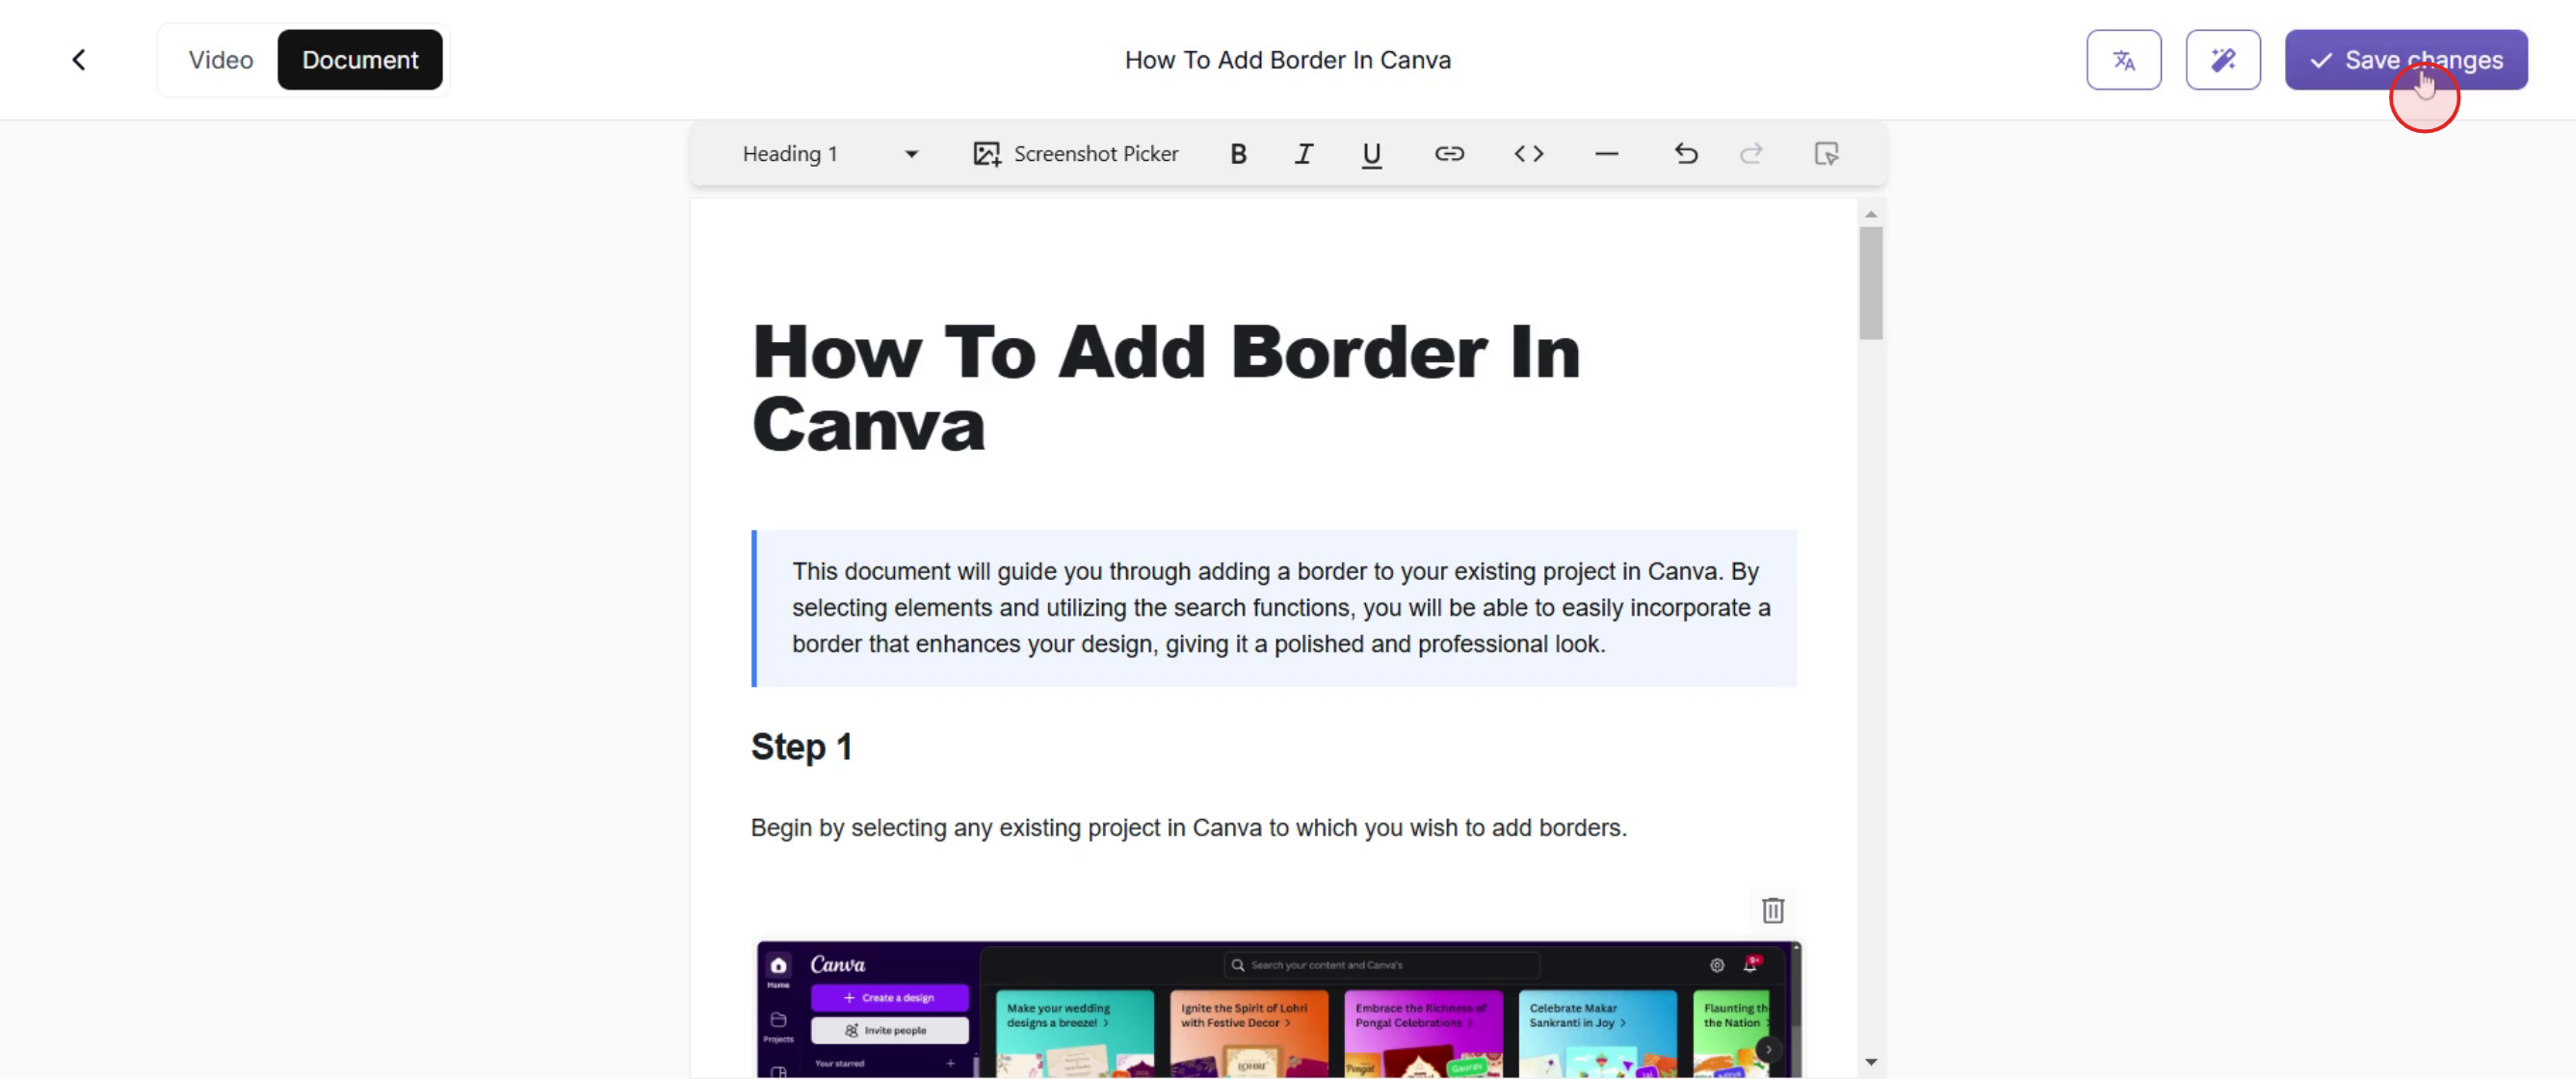 Video
Document
How To Add Border In Canva
Save changes
Heading 1
Screenshot Picker
B
I
U
How To Add Border In
Canva
This document will guide you through adding a border to your existing project in Canva. By
selecting elements and utilizing the search functions, you will be able to easily incorporate a
border that enhances your design, giving it a polished and professional look.
Step 1
Begin by selecting any existing project in Canva to which you wish to add borders.
Canva
Search your content and Canva's
9+
Home
Create a design
Invite people
Projects
Your starred
Make your wedding
designs a breeze!
Ignite the Spirit of Lohri
with Festive Decor
Embrace the Richness of
Pongal Celebrations
Celebrate Makar
Sankranti in Joy
Flaunting th
the Nation
LOHRI
Pongal
Gaurav